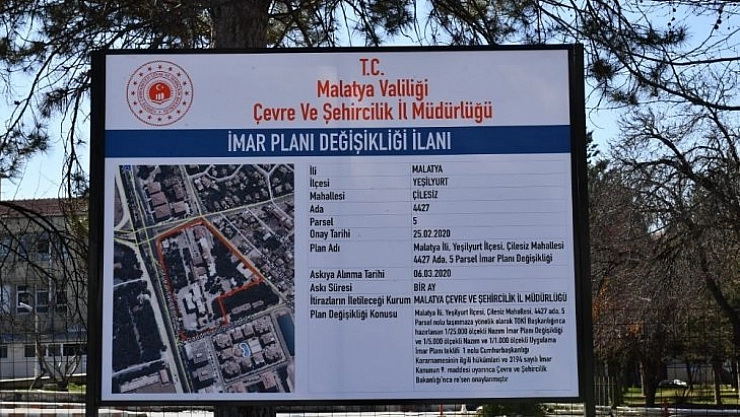 T.C.
Malatya Valiliği
Çevre Ve Şehircilik İl Müdürlüğü
İMAR PLANI DEĞİŞİKLİĞİ İLANI
İli MALATYA
İlçesi YEŞİLYURT
Mahallesi ÇİLESİZ
Ada 4427
Parsel 5
Onay Tarihi 25.02.2020
Plan Adı Malatya İli, Yeşilyurt İlçesi, Çilesiz Mahallesi
4427 Ada, 5 Parsel İmar Planı Değişikliği
Askıya Alınma Tarihi 06.03.2020
Askı Süresi BİR AY
İtirazların İletileceği Kurum MALATYA ÇEVRE VE ŞEHİRCİLİK İL MÜDÜRLÜĞÜ
Plan Değişikliği Konusu Malatya İli, Yeşilyurt İlçesi, Çilesiz Mahallesi, 4427 ada, 5
Parsel nolu taşınmaza yönelik olarak TOKİ Başkanlığınca
hazırlanan 1/25.000 ölçekli Nazım İmar Planı Değişikliği
ve 1/5.000 ölçekli Nazım ve 1/1.000 ölçekli Uygulama
İmar Planı teklifi 1 nolu Cumhurbaşkanlığı
Kararnamesinin ilgili hükümleri ve 3194 sayılı İmar
Kanunun 9. maddesi uyarınca Çevre ve Şehircilik
Bakanlığı'nca re'sen onaylanmıştır